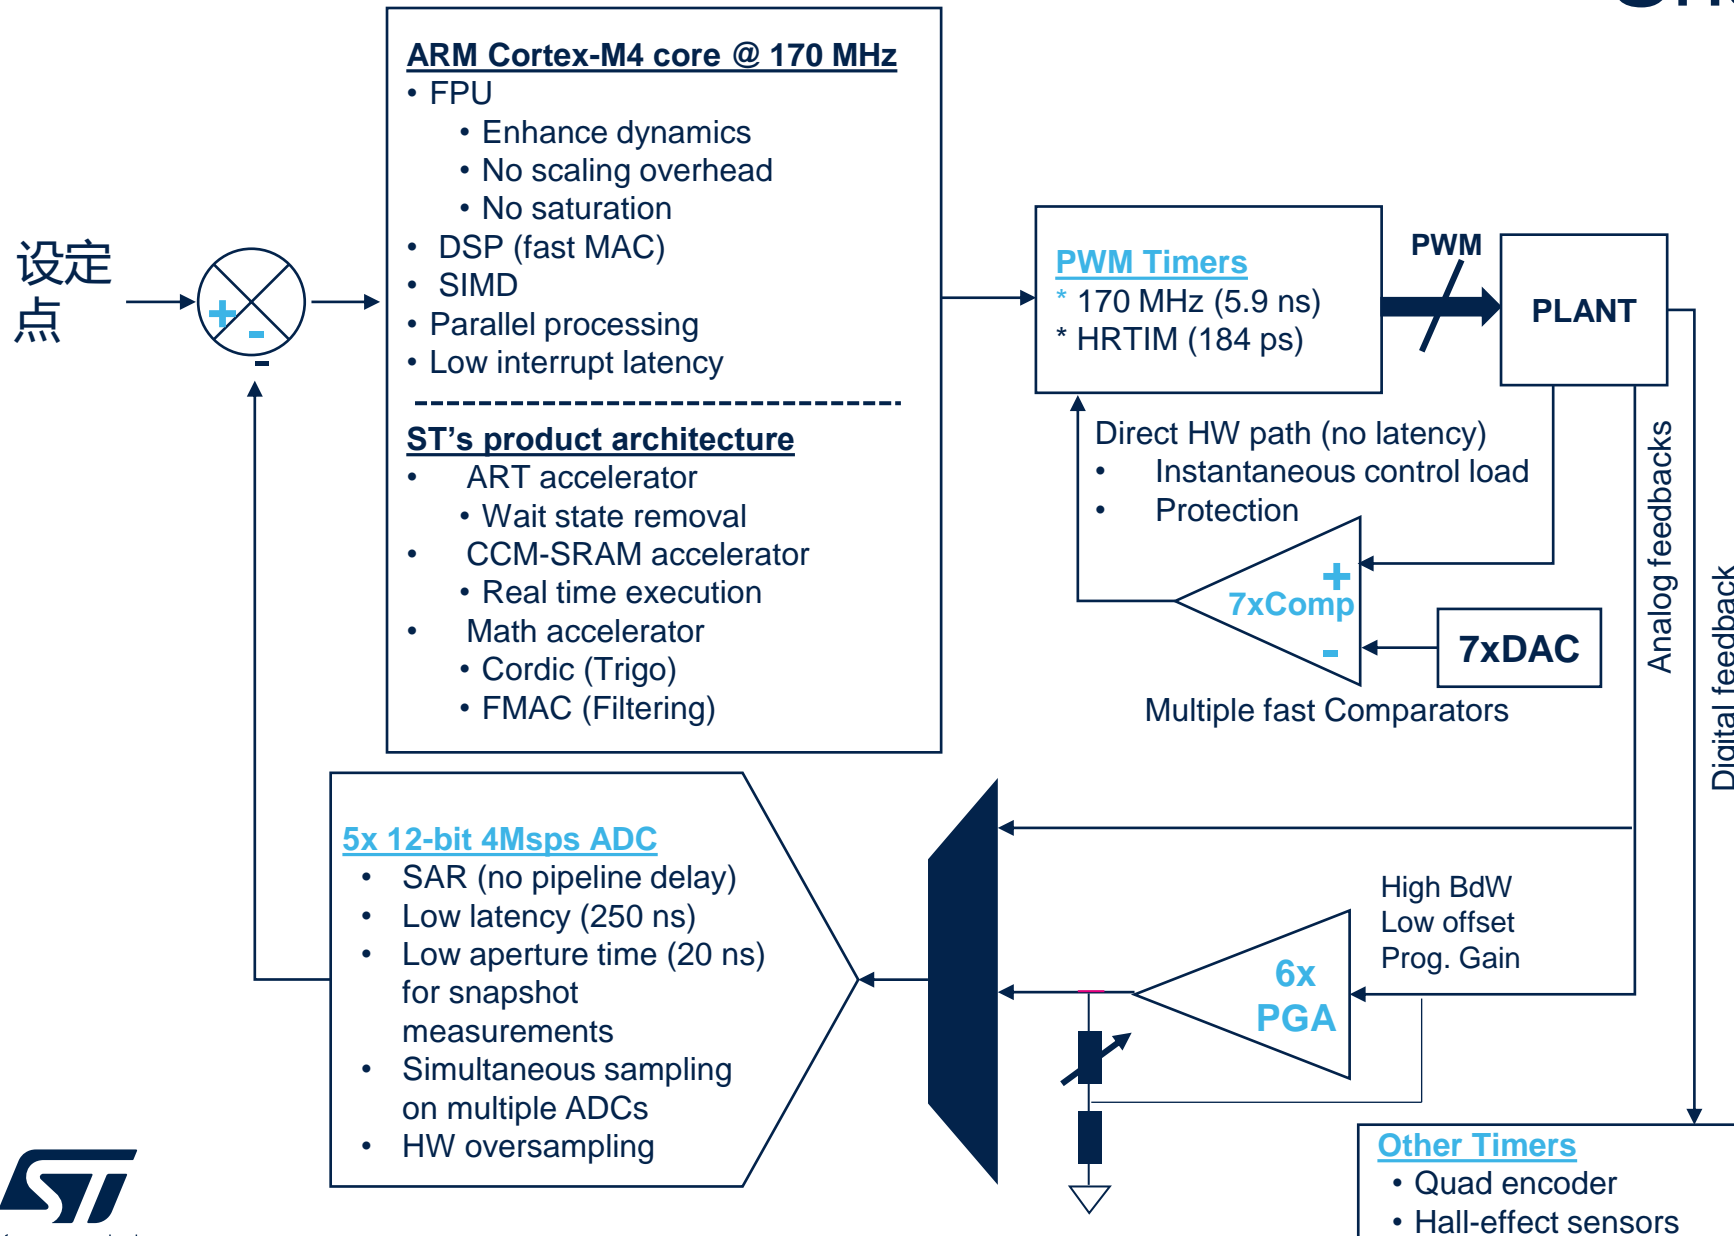 ARM Cortex-M4 core @ 170 MHz
• FPU
• Enhance dynamics
• No scaling overhead
• No saturation
• DSP (fast MAC)
• SIMD
• Parallel processing
• Low interrupt latency
ST’s product architecture
• ART accelerator
• Wait state removal
• CCM-SRAM accelerator
• Real time execution
• Math accelerator
• Cordic (Trigo)
• FMAC (Filtering)
设定
点
+
-
-
PWM Timers
* 170 MHz (5.9 ns)
* HRTIM (184 ps)
PWM
PLANT
Direct HW path (no latency)
• Instantaneous control load
• Protection
+
7xComp
-
7xDAC
Multiple fast Comparators
Analog feedbacks
Digital feedback
5x 12-bit 4Msps ADC
• SAR (no pipeline delay)
• Low latency (250 ns)
• Low aperture time (20 ns)
for snapshot
measurements
• Simultaneous sampling
on multiple ADCs
• HW oversampling
High BdW
Low offset
Prog. Gain
6x
PGA
Other Timers
• Quad encoder
• Hall-effect sensors
ST